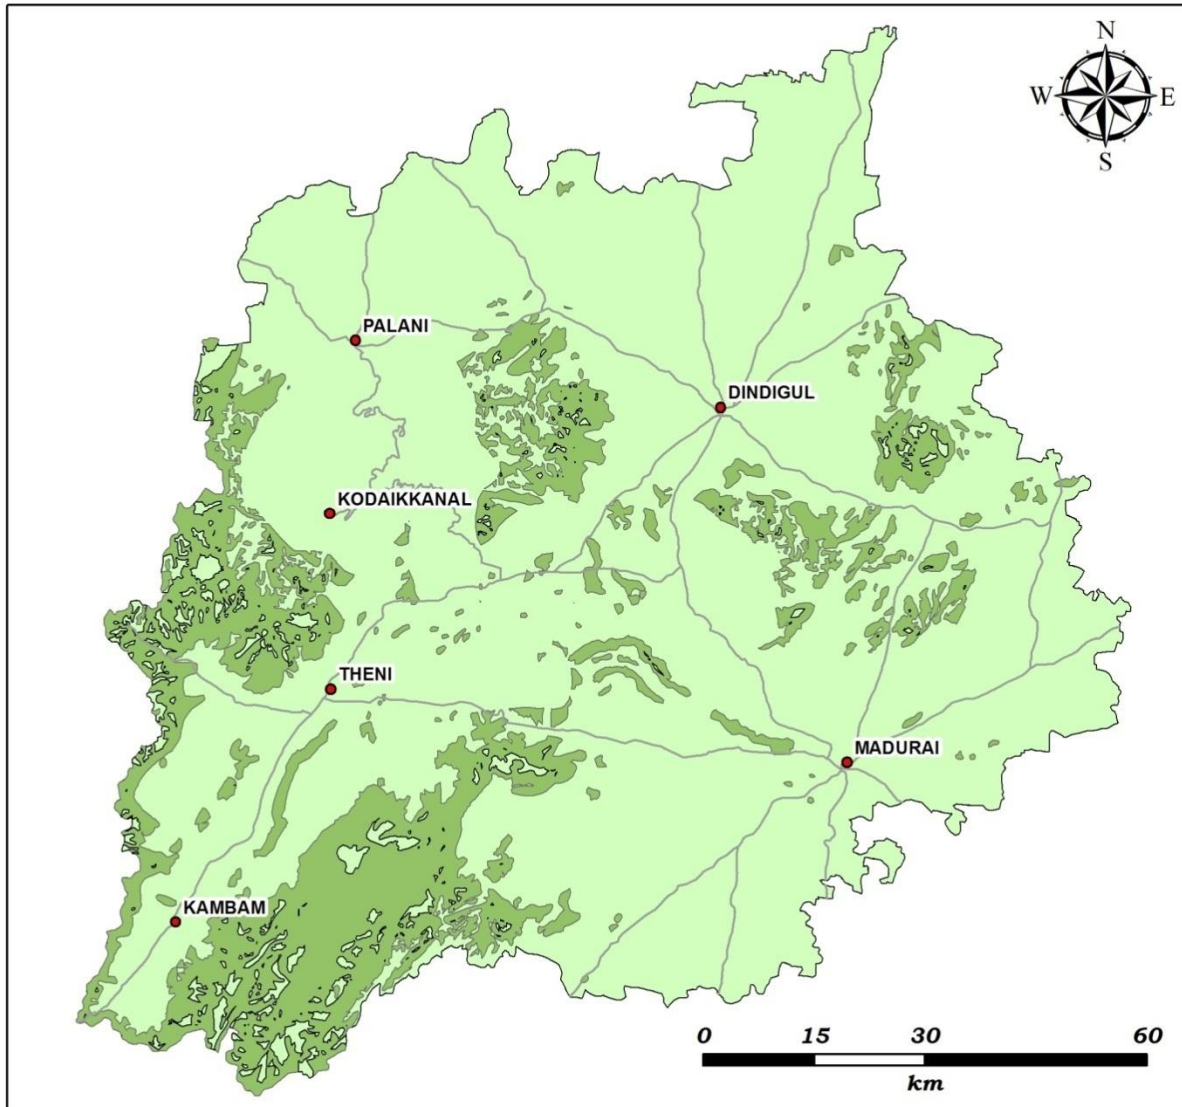 N
W E
S
PALANI
DINDIGUL
KODAIKKANAL
THENI
MADURAI
KAMBAM
0 15 30 60
km